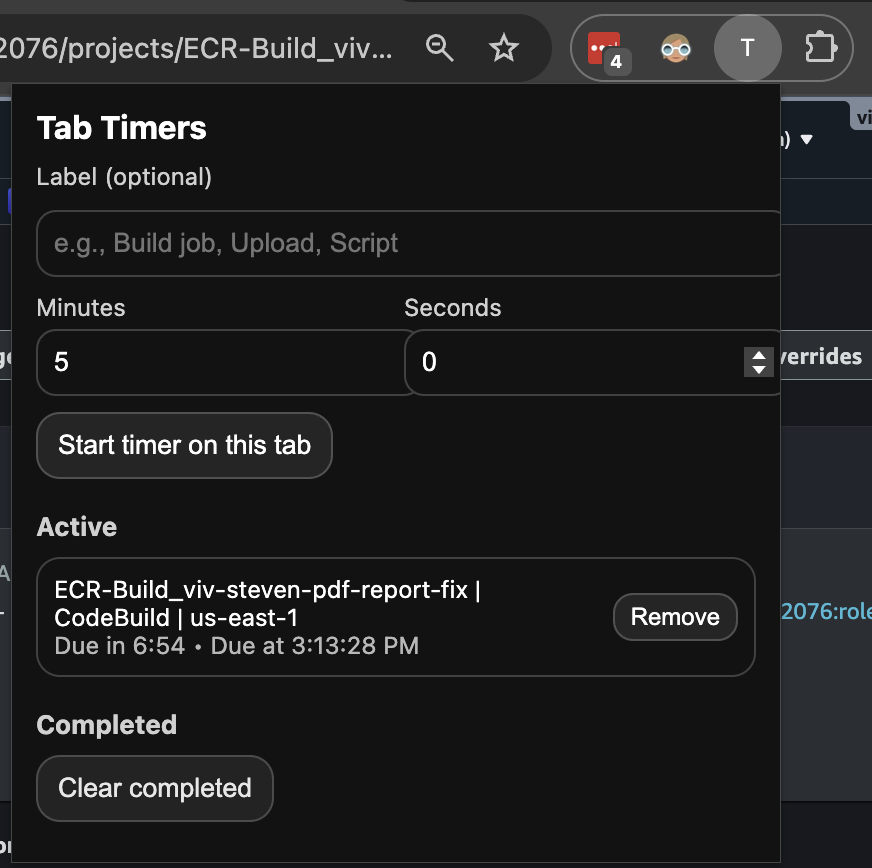 2076/projects/ECR-Build_viv...
4
T
Tab Timers
Label (optional)
e.g., Build job, Upload, Script
Minutes
Seconds
5
0
verrides
Start timer on this tab
Active
ECR-Build_viv-steven-pdf-report-fix |
CodeBuild | us-east-1
Due in 6:54 • Due at 3:13:28 PM
Remove
2076:role
Completed
Clear completed